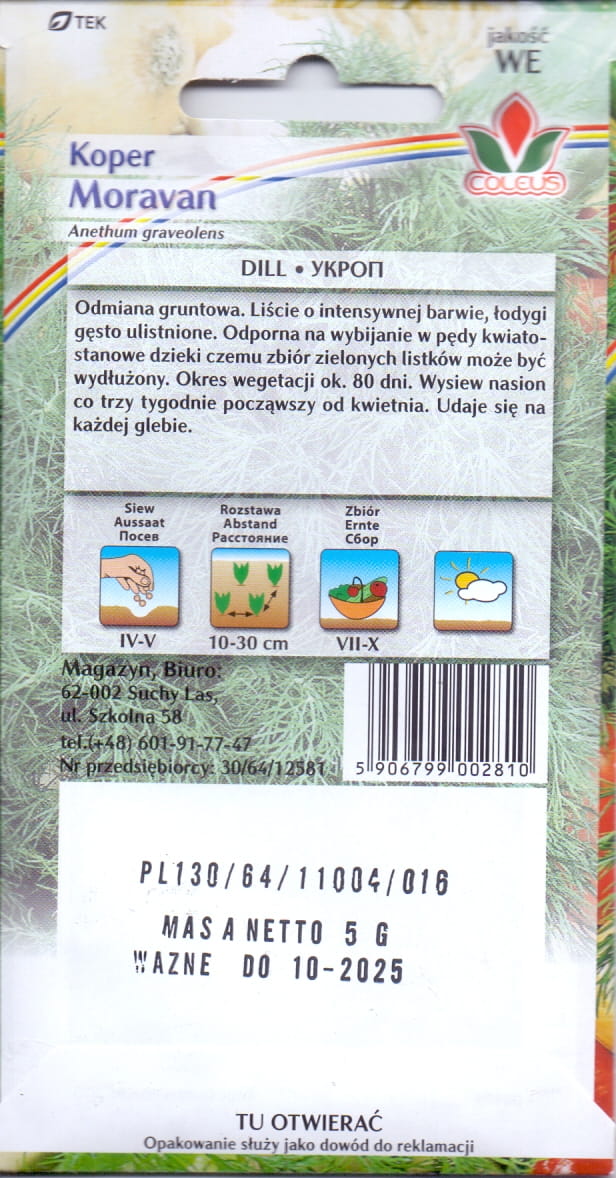 TEK
jakość
WE
Koper
Moravan
Anethum graveolens
COLEUS
DILL • УКРОП
Odmiana gruntowa. Liście o intensywnej barwie, łodygi
gęsto ulistnione. Odporna na wybijanie w pędy kwiato-
stanowe dzieki czemu zbiór zielonych listków może być
wydłużony. Okres wegetacji ok. 80 dni. Wysiew nasion
co trzy tygodnie począwszy od kwietnia. Udaje się na
każdej glebie.
Siew
Aussaat
Посев
IV-V
Rozstawa
Abstand
Расстояние
10-30 cm
Zbiór
Ernte
Сбор
VII-X
Magazyn, Biuro:
62-002 Suchy Las,
ul. Szkolna 58
tel.(+48) 601-91-77-47
Nr przedsiębiorcy: 30/64/12581
5 906799 002810
PL130/64/11004/016
MASA NETTO 5 G
WAZNE DO 10-2025
TU OTWIERAĆ
Opakowanie służy jako dowód do reklamacji